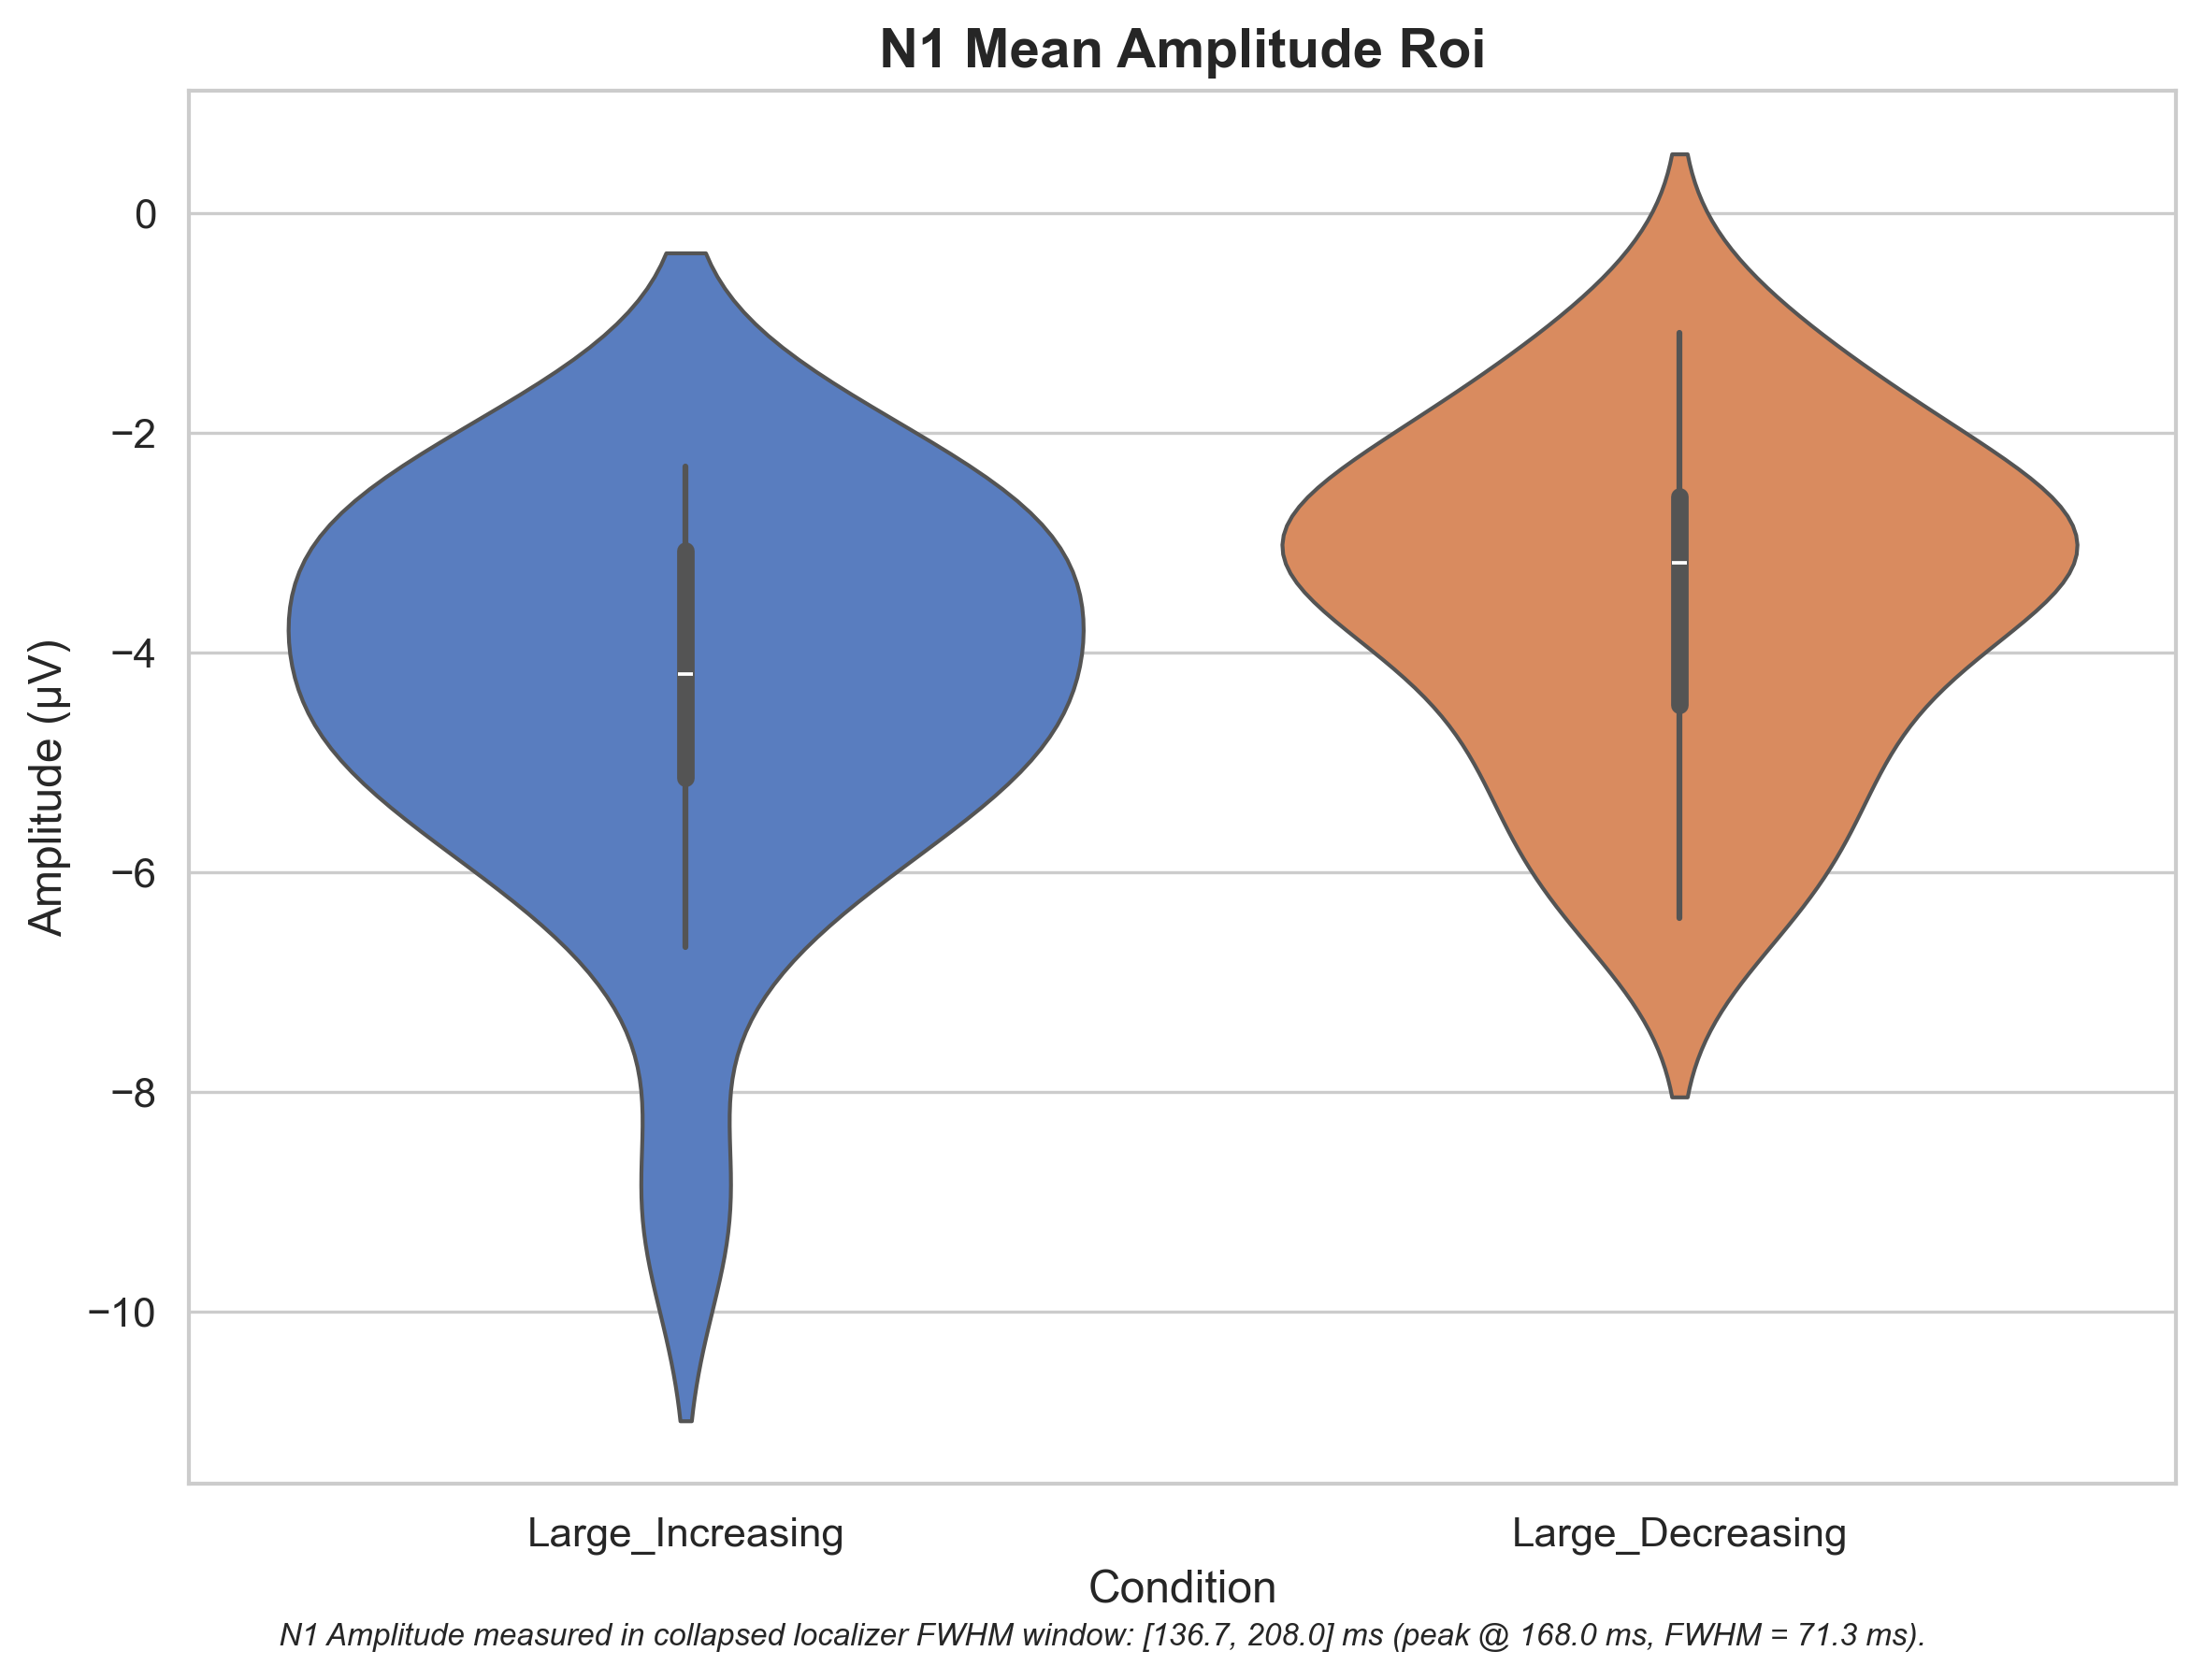 N1 Mean Amplitude Roi
Amplitude (µV)
0
−2
−4
−6
−8
−10
Large_Increasing
Large_Decreasing
Condition
N1 Amplitude measured in collapsed localizer FWHM window: [136.7, 208.0] ms (peak @ 168.0 ms, FWHM = 71.3 ms).